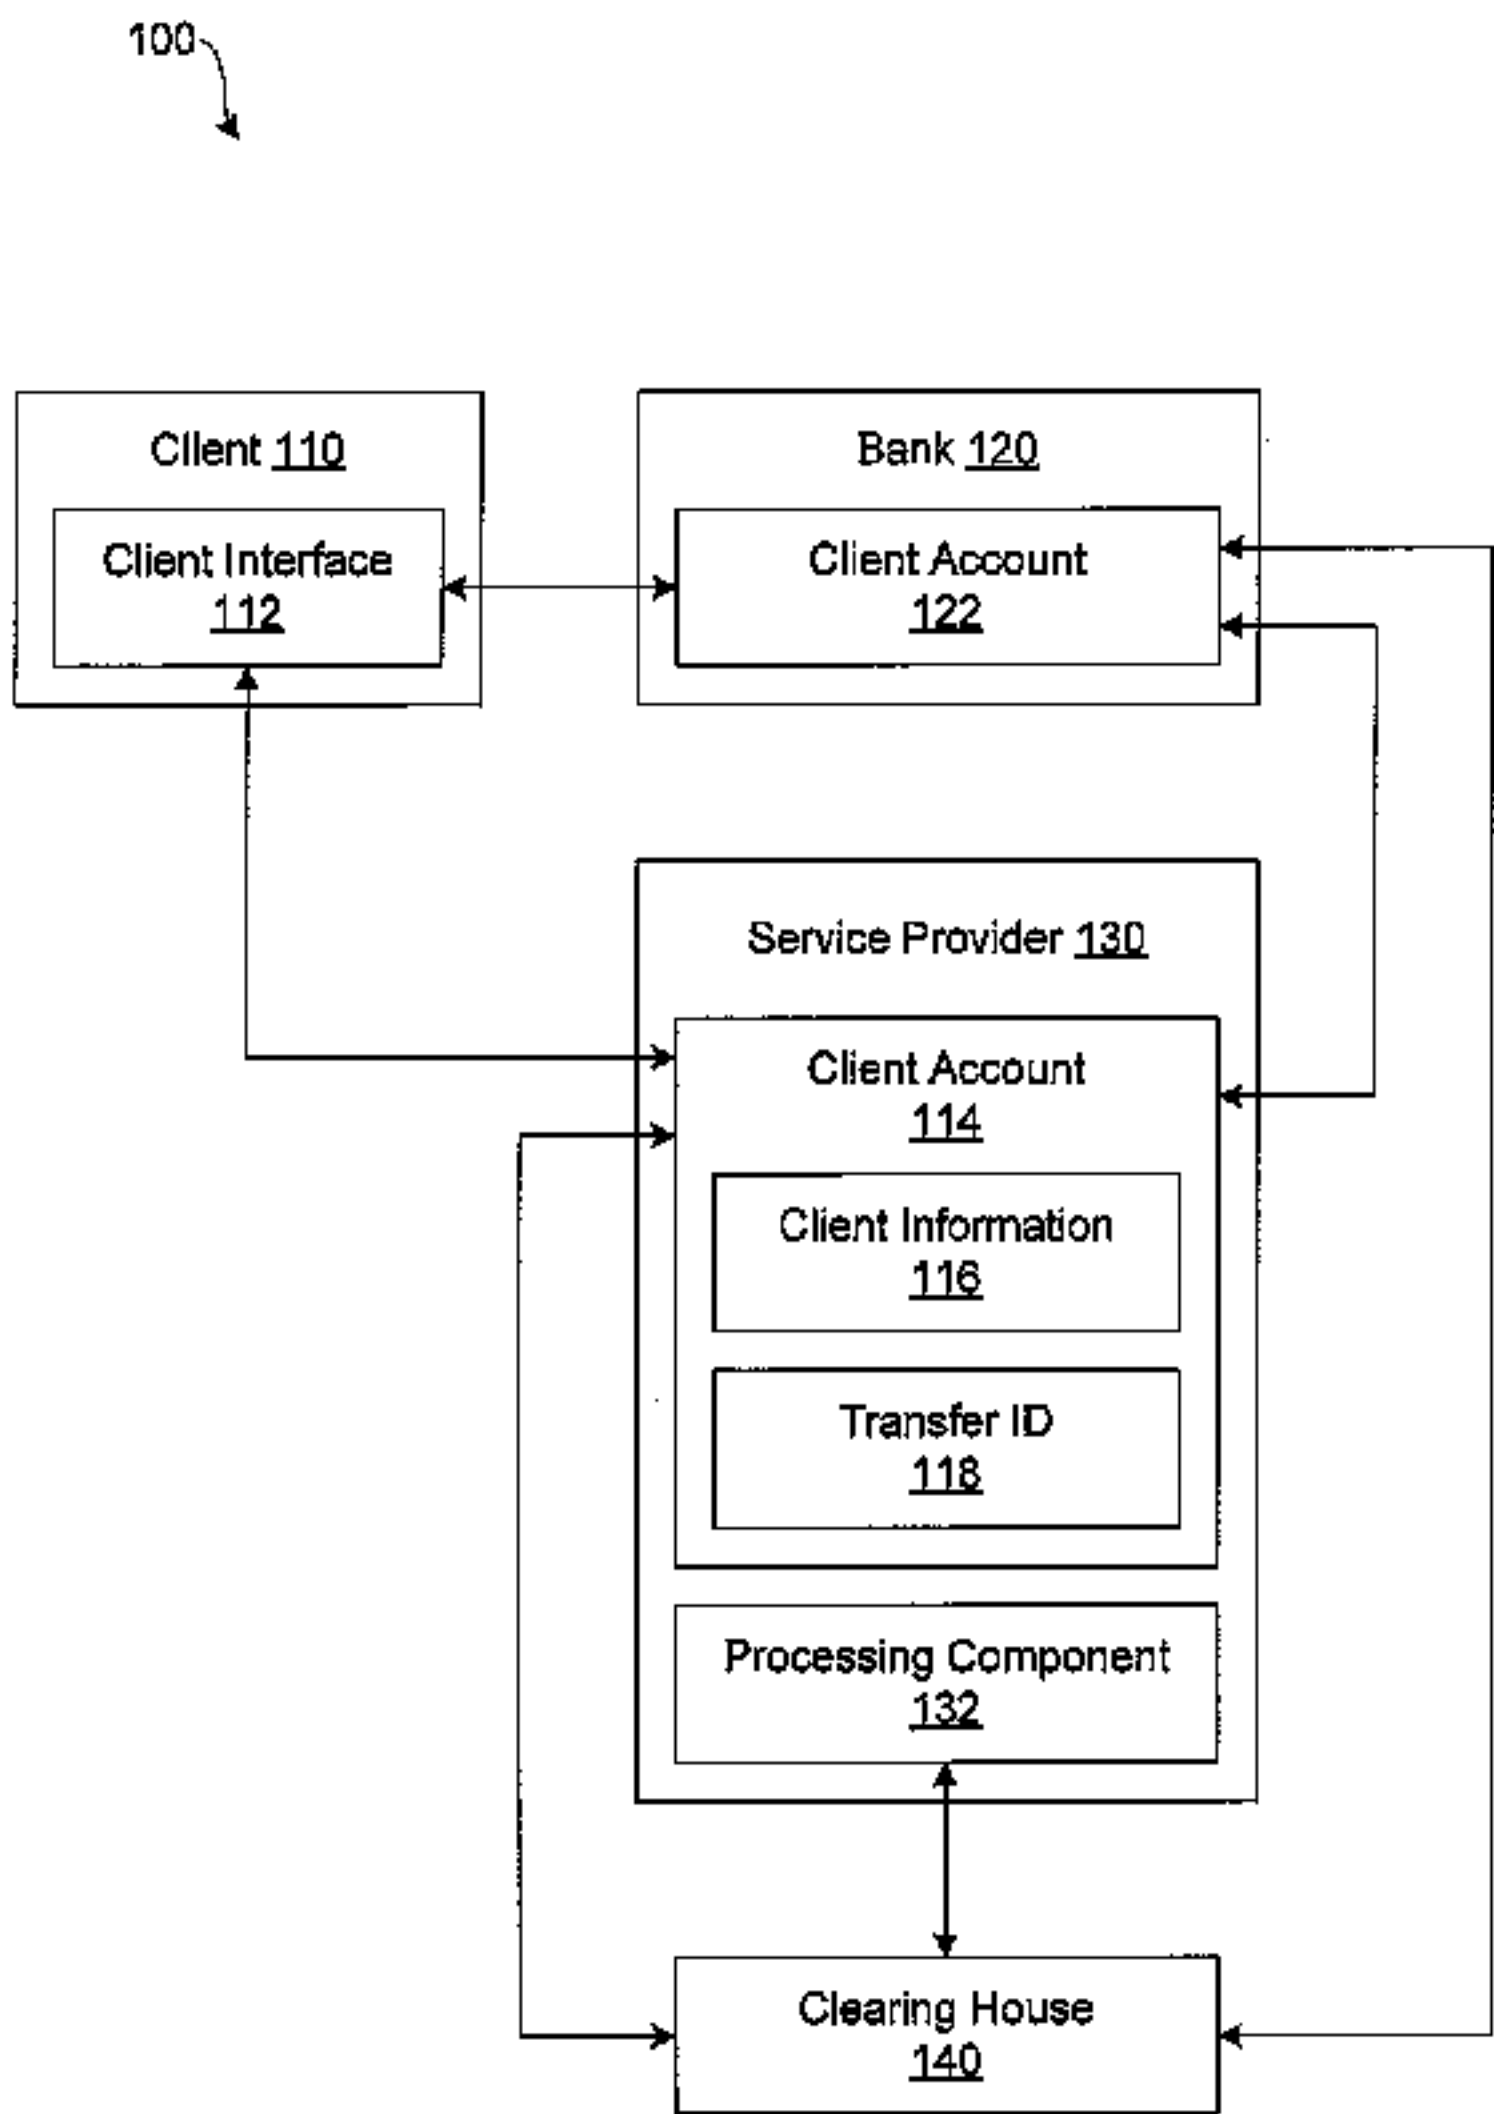 100
Client 110
Client Interface
112
Bank 120
Client Account
122
Service Provider 130
Client Account
114
Client Information
116
Transfer ID
118
Processing Component
132
Clearing House
140